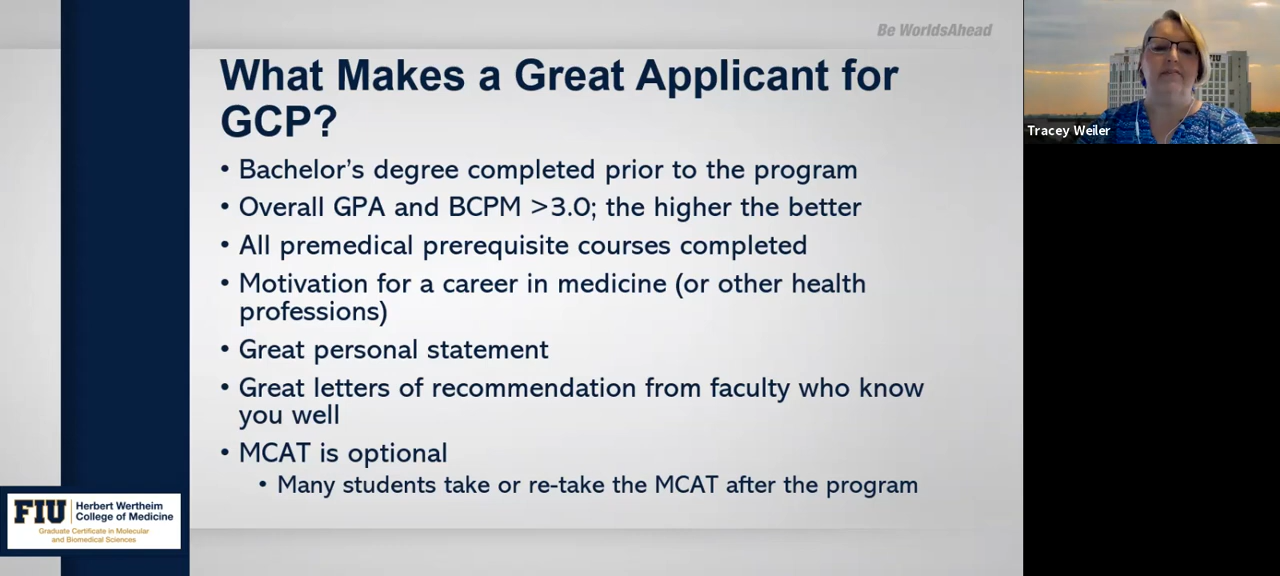 Be WorldsAhead
What Makes a Great Applicant for
GCP?
• Bachelor's degree completed prior to the program
• Overall GPA and BCPM >3.0; the higher the better
• All premedical prerequisite courses completed
• Motivation for a career in medicine (or other health
professions)
• Great personal statement
• Great letters of recommendation from faculty who know
you well
• MCAT is optional
• Many students take or re-take the MCAT after the program
FIU
Herbert Wertheim
College of Medicine
Graduate Certificate in Molecular
and Biomedical Sciences
FIU
Tracey Weiler